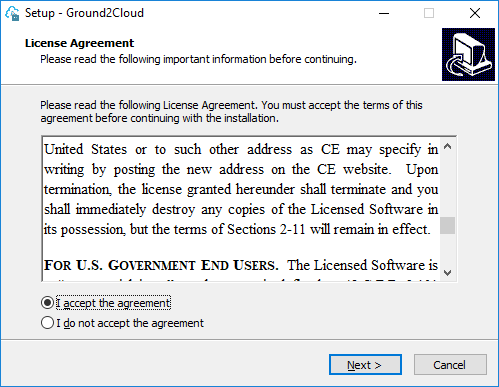 Setup - Ground2Cloud
License Agreement
Please read the following important information before continuing.
Please read the following License Agreement. You must accept the terms of this
agreement before continuing with the installation.
United States or to such other address as CE may specify in
writing by posting the new address on the CE website. Upon
termination, the license granted hereunder shall terminate and you
shall immediately destroy any copies of the Licensed Software in
its possession, but the terms of Sections 2-11 will remain in effect.
FOR U.S. GOVERNMENT END USERS. The Licensed Software is
I accept the agreement
I do not accept the agreement
Next >
Cancel